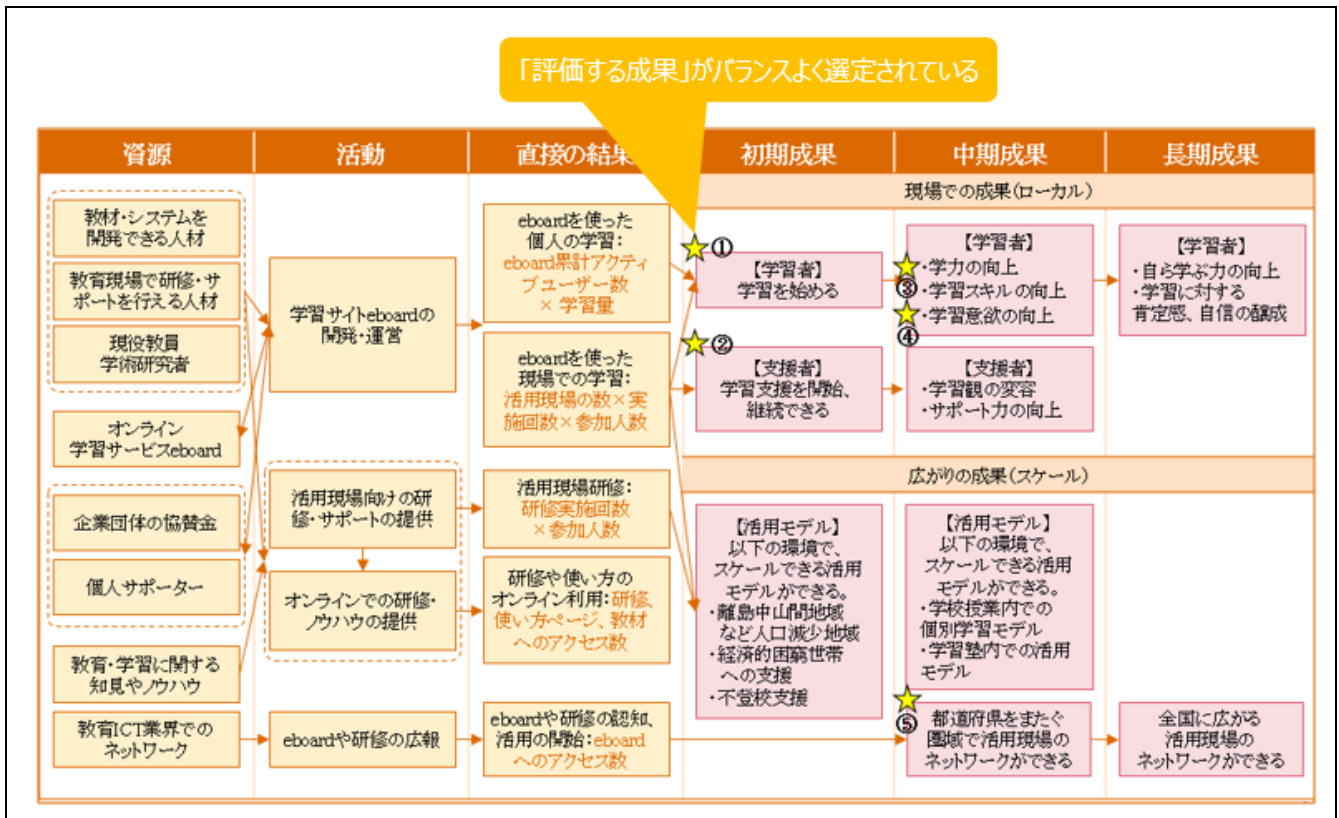 「評価する成果」がバランスよく選定されている
資源
活動
直接の結果
初期成果
中期成果
長期成果
教材・システムを
開発できる人材
教育現場で研修・サ
ポートを行える人材
現役教員
学術研究者
オンライン
学習サービスeboard
企業団体の協賛金
個人サポーター
教育・学習に関する
知見やノウハウ
教育ICT業界での
ネットワーク
学習サイトeboardの
開発・運営
活用現場向けの研
修・サポートの提供
オンラインでの研修・
ノウハウの提供
eboardや研修の広報
eboardを使った
個人の学習：
eboard累計アクティ
ブユーザー数
×学習量
eboardを使った
現場での学習：
活用現場の数×実
施回数×参加人数
活用現場研修：
研修実施回数
×参加人数
研修や使い方の
オンライン利用：研修、
使い方ページ、教材
へのアクセス数
eboardや研修の認知、
活用の開始：eboard
へのアクセス数
現場での成果（ローカル）
①
【学習者】
学習を始める
②
【支援者】
学習支援を開始、
継続できる
【学習者】
・学力の向上
③
・学習スキルの向上
・学習意欲の向上
④
【支援者】
・学習観の変容
・サポート力の向上
【学習者】
・自ら学ぶ力の向上
・学習に対する
肯定感、自信の醸成
広がりの成果（スケール）
【活用モデル】
以下の環境で、
スケールできる活用
モデルができる。
・離島中山間地域
など人口減少地域
・経済的困窮世帯
への支援
・不登校支援
【活用モデル】
以下の環境で、
スケールできる活用
モデルができる。
・学校授業内での
個別学習モデル
・学習塾内での活用
モデル
⑤
都道府県をまたぐ
圏域で活用現場の
ネットワークができる
全国に広がる
活用現場の
ネットワークができる